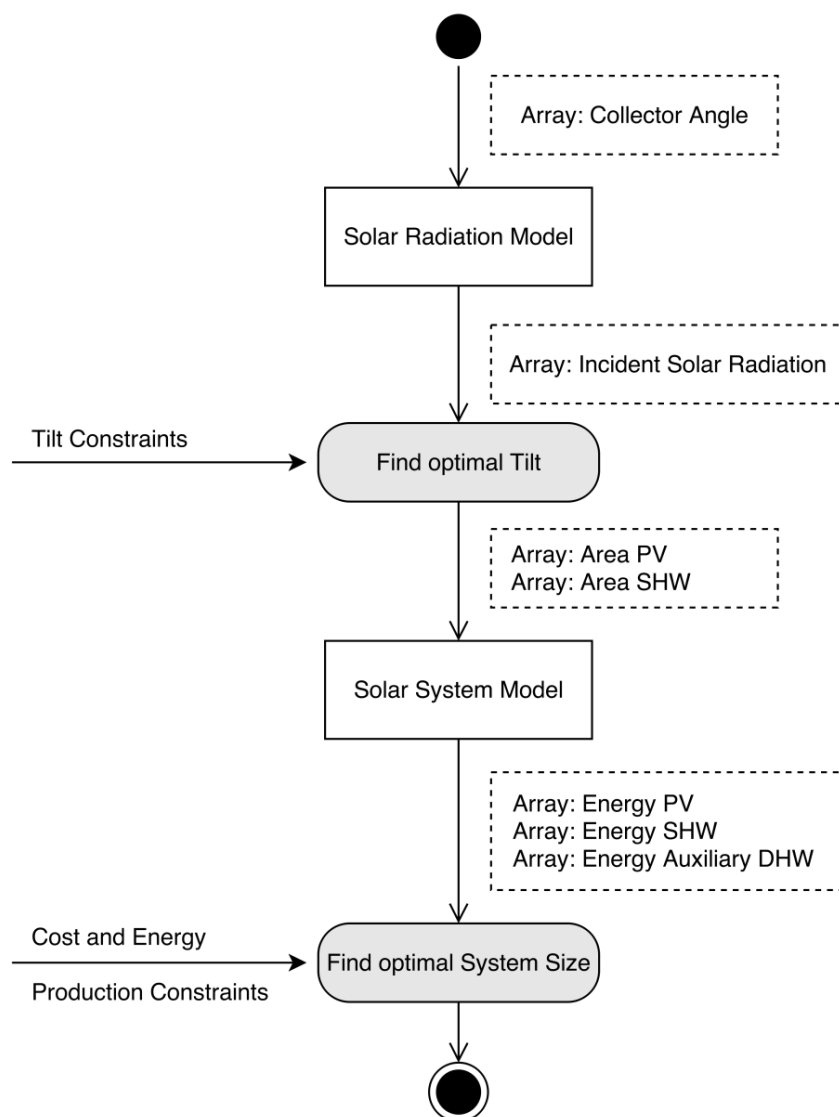 Array: Collector Angle
Solar Radiation Model
Array: Incident Solar Radiation
Tilt Constraints
Find optimal Tilt
Array: Area PV
Array: Area SHW
Solar System Model
Array: Energy PV
Array: Energy SHW
Array: Energy Auxiliary DHW
Cost and Energy
Production Constraints
Find optimal System Size